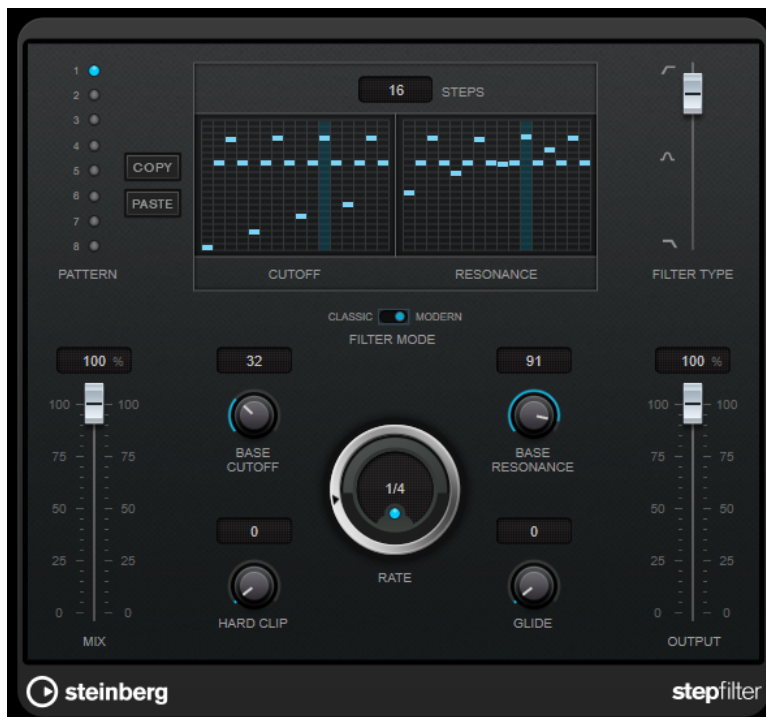 1
2
3
4
5
6
7
8
PATTERN
COPY
PASTE
16 STEPS
CUTOFF RESONANCE
FILTER TYPE
CLASSIC MODERN
FILTER MODE
100 %
32
91
100 %
100 100
75 75
50 50
25 25
0 0
MIX
BASE
CUTOFF
BASE
RESONANCE
1/4
RATE
0
HARD CLIP
0
GLIDE
100 100
75 75
50 50
25 25
0 0
OUTPUT
steinberg
stepfilter